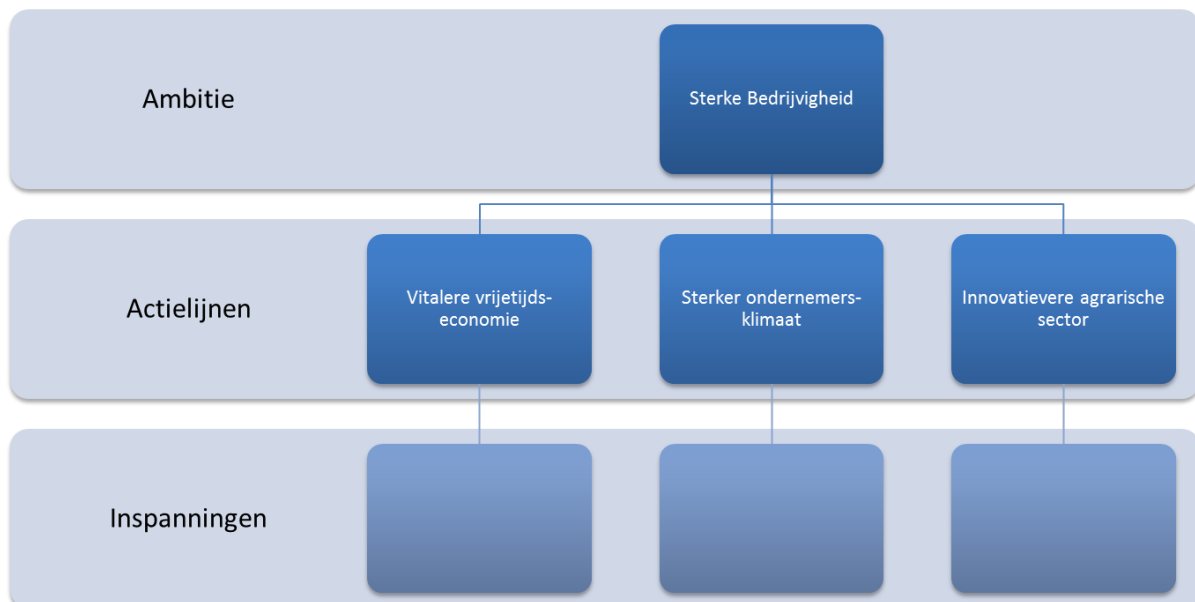 Ambitie
Sterke Bedrijvigheid
Actielijnen
Vitalere vrijetijds-
economie
Sterker ondernemers-
klimaat
Innovatievere agrarische
sector
Inspanningen